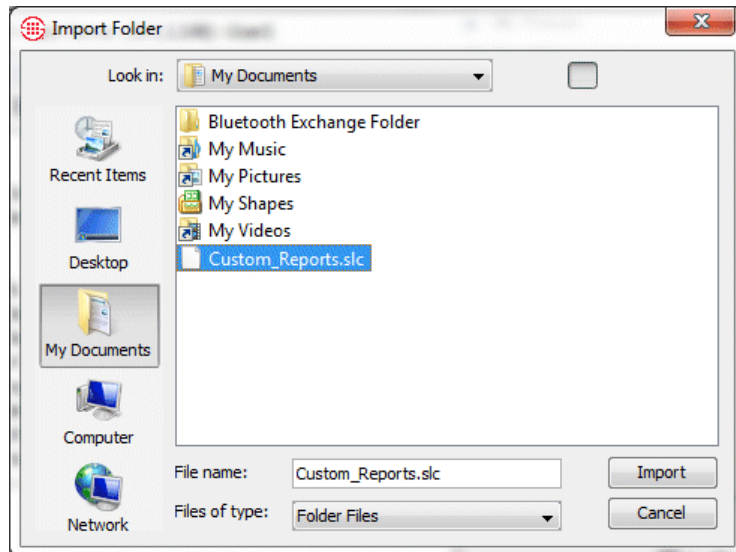 Import Folder
Look in: My Documents
Recent Items
Desktop
My Documents
Computer
Network
Bluetooth Exchange Folder
My Music
My Pictures
My Shapes
My Videos
Custom_Reports.slc
File name: Custom_Reports.slc Import
Files of type: Folder Files Cancel